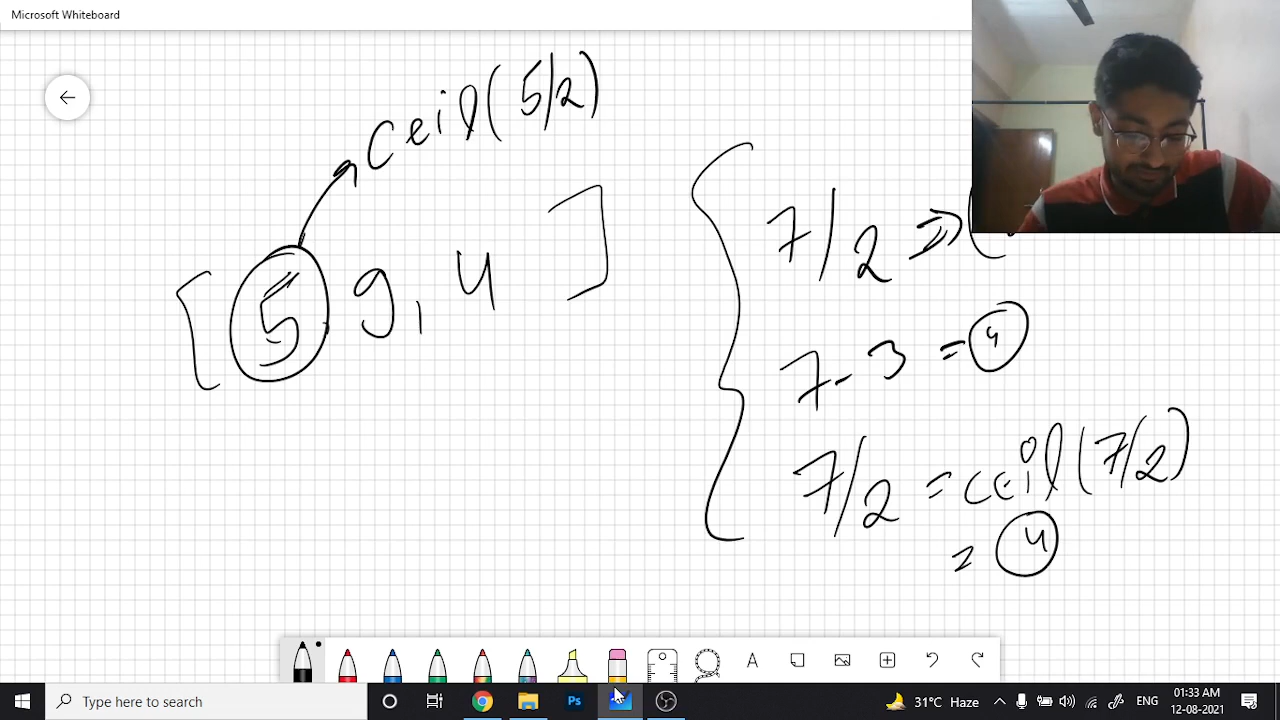 Microsoft Whiteboard
ceil(5/2)
[5 9, 4]
7/2 ⇒ (
7 - 3 = 4
7/2 = ceil(7/2)
= 4
A
Type here to search
Ps
31°C Haze
ENG
01:33 AM
12-08-2021